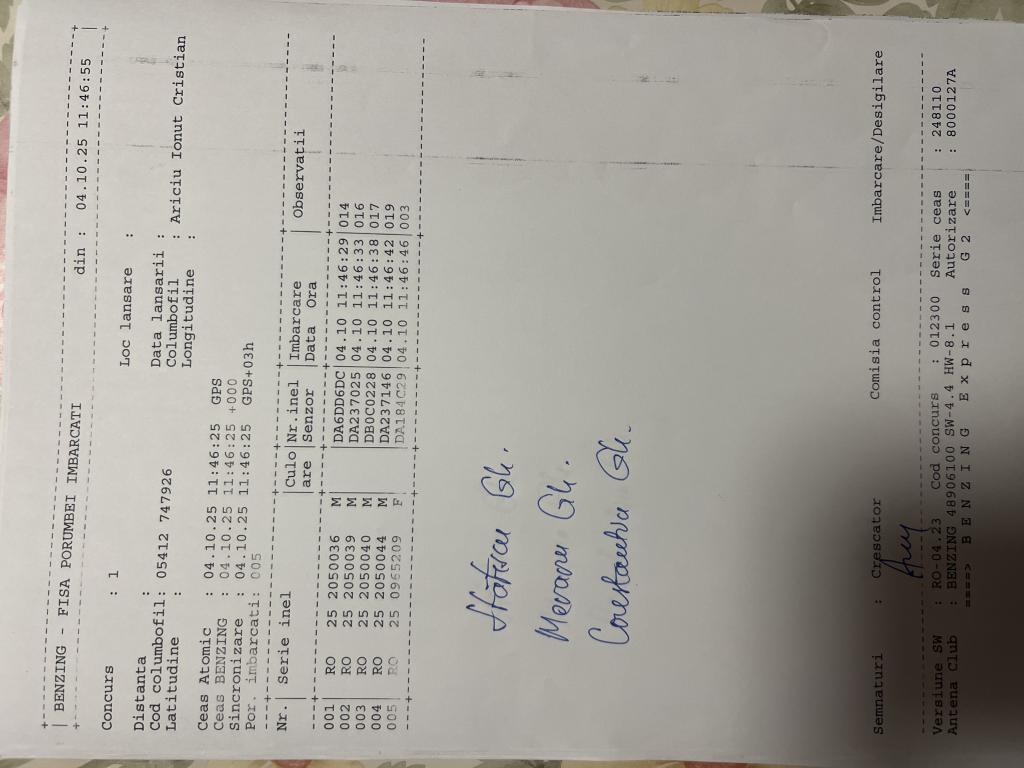 +---------------------------------------------------------------------------+
| BENZING - FISA PORUMBEI IMBARCATI din : 04.10.25 11:46:55 |
+---------------------------------------------------------------------------+
Concurs : 1 Loc lansare :
Distanta : Data lansarii :
Cod columbofil: 05412 747926 Columbofil : Ariciu Ionut Cristian
Latitudine : Longitudine :
Ceas Atomic : 04.10.25 11:46:25 GPS
Ceas BENZING : 04.10.25 11:46:25 +000
Sincronizare : 04.10.25 11:46:25 GPS+03h
Por. imbarcati: 005
Nr. | Serie inel |Culo|Nr.inel |Imbarcare | Observatii
|are |Senzor |Data ora |
001 | RO 25 2050036 M | |DA6DD6DC|04.10 11:46:29|014
002 | RO 25 2050039 M | |DA237025|04.10 11:46:33|016
003 | RO 25 2050040 M | |DB0C0228|04.10 11:46:38|017
004 | RO 25 2050044 M | |DA237146|04.10 11:46:42|019
005 | RO 25 0965209 F | |DA184C29|04.10 11:46:46|003
Gh.
Gh.
Gh.
Semnaturi : Crescator Comisia control Imbarcare/Desigilare
Versiune SW : RO-04.23 Cod concurs : 012300 Serie ceas : 248110
Antena Club : BENZING 48906100 SW-4.4 HW-8.1 Autorizare : 8000127A
====> B E N Z I N G E x p r e s s G 2 <====